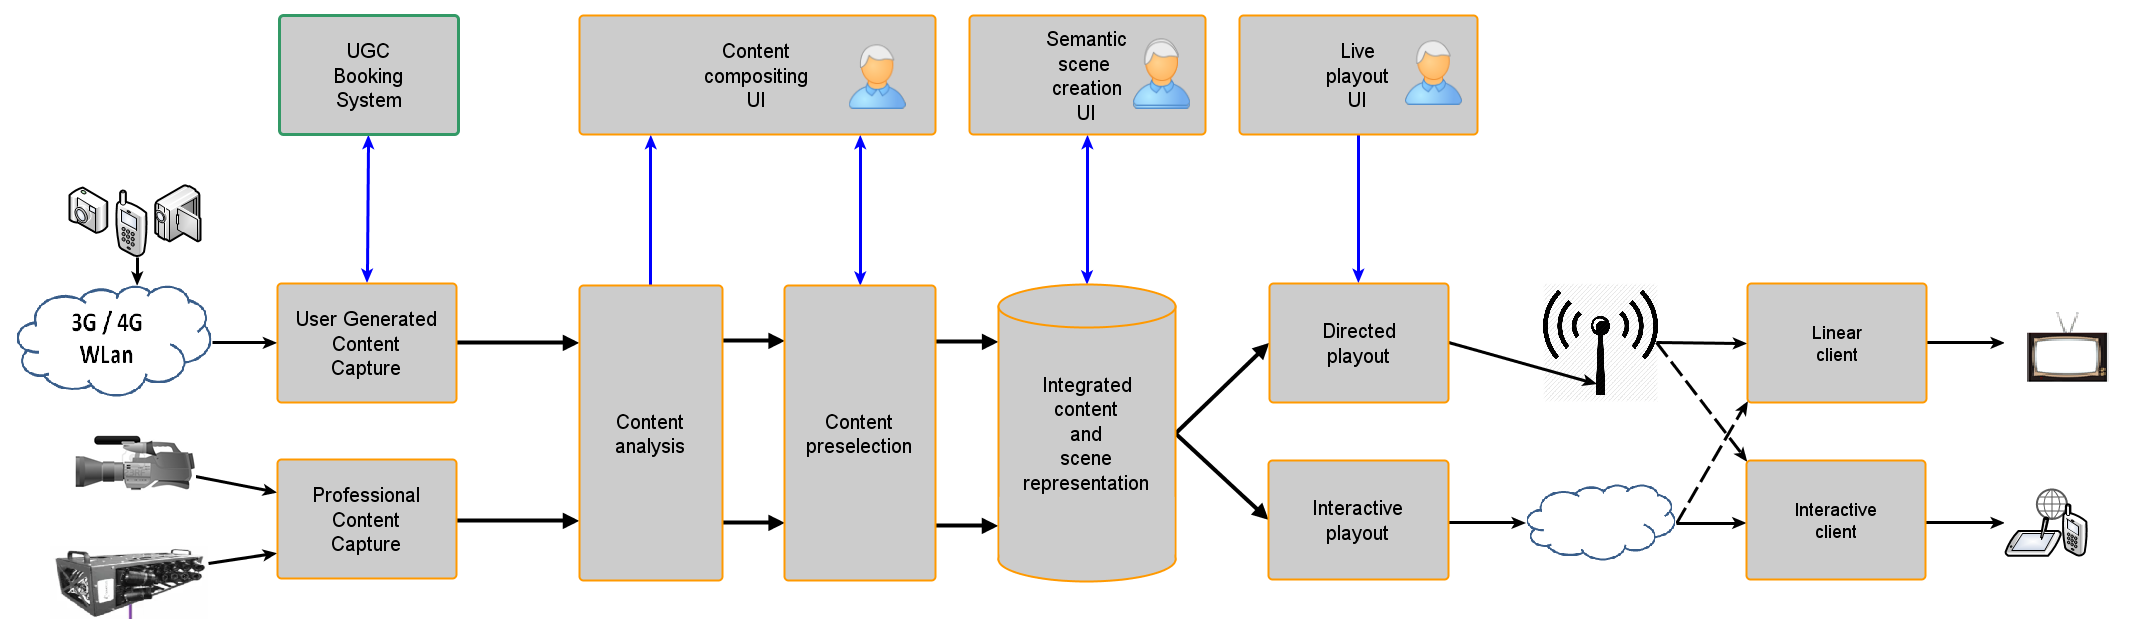 UGC
Booking
System
Content
compositing
UI
Semantic
scene
creation
UI
Live
playout
UI
3G / 4G
WLan
User Generated
Content
Capture
Professional
Content
Capture
Content
analysis
Content
preselection
Integrated
content
and
scene
representation
Directed
playout
Interactive
playout
Linear
client
Interactive
client